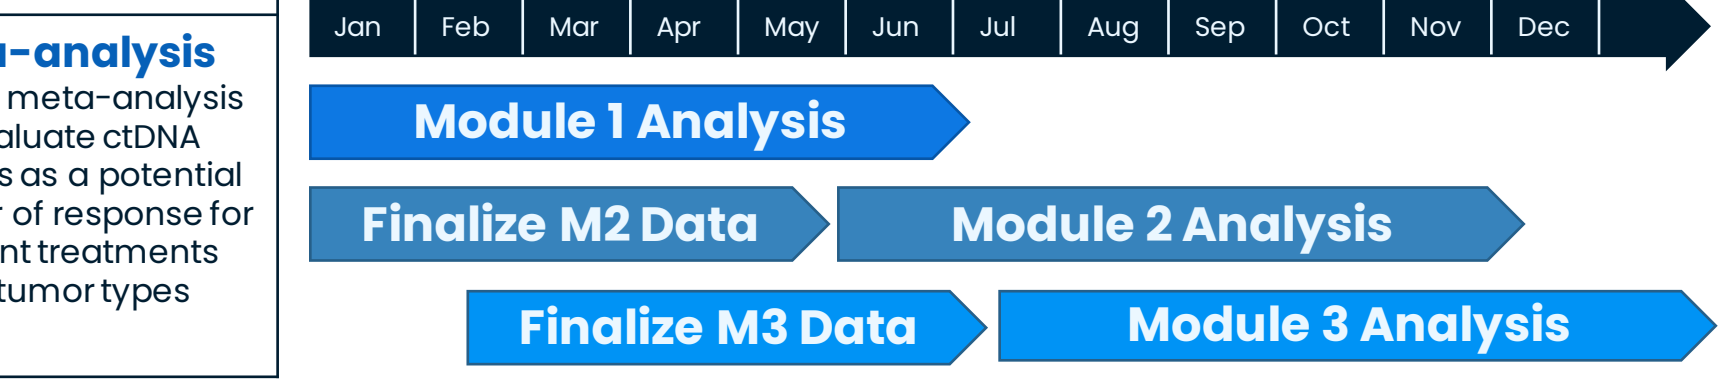 -analysis
meta-analysis
ctDNA
as a potential
of response for
treatments
tumor types
Jan Feb Mar Apr May Jun Jul Aug Sep Oct Nov Dec
Module 1 Analysis
Finalize M2 Data Module 2 Analysis
Finalize M3 Data Module 3 Analysis